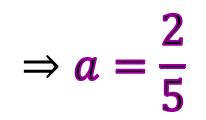 ⇒ a = 2/5